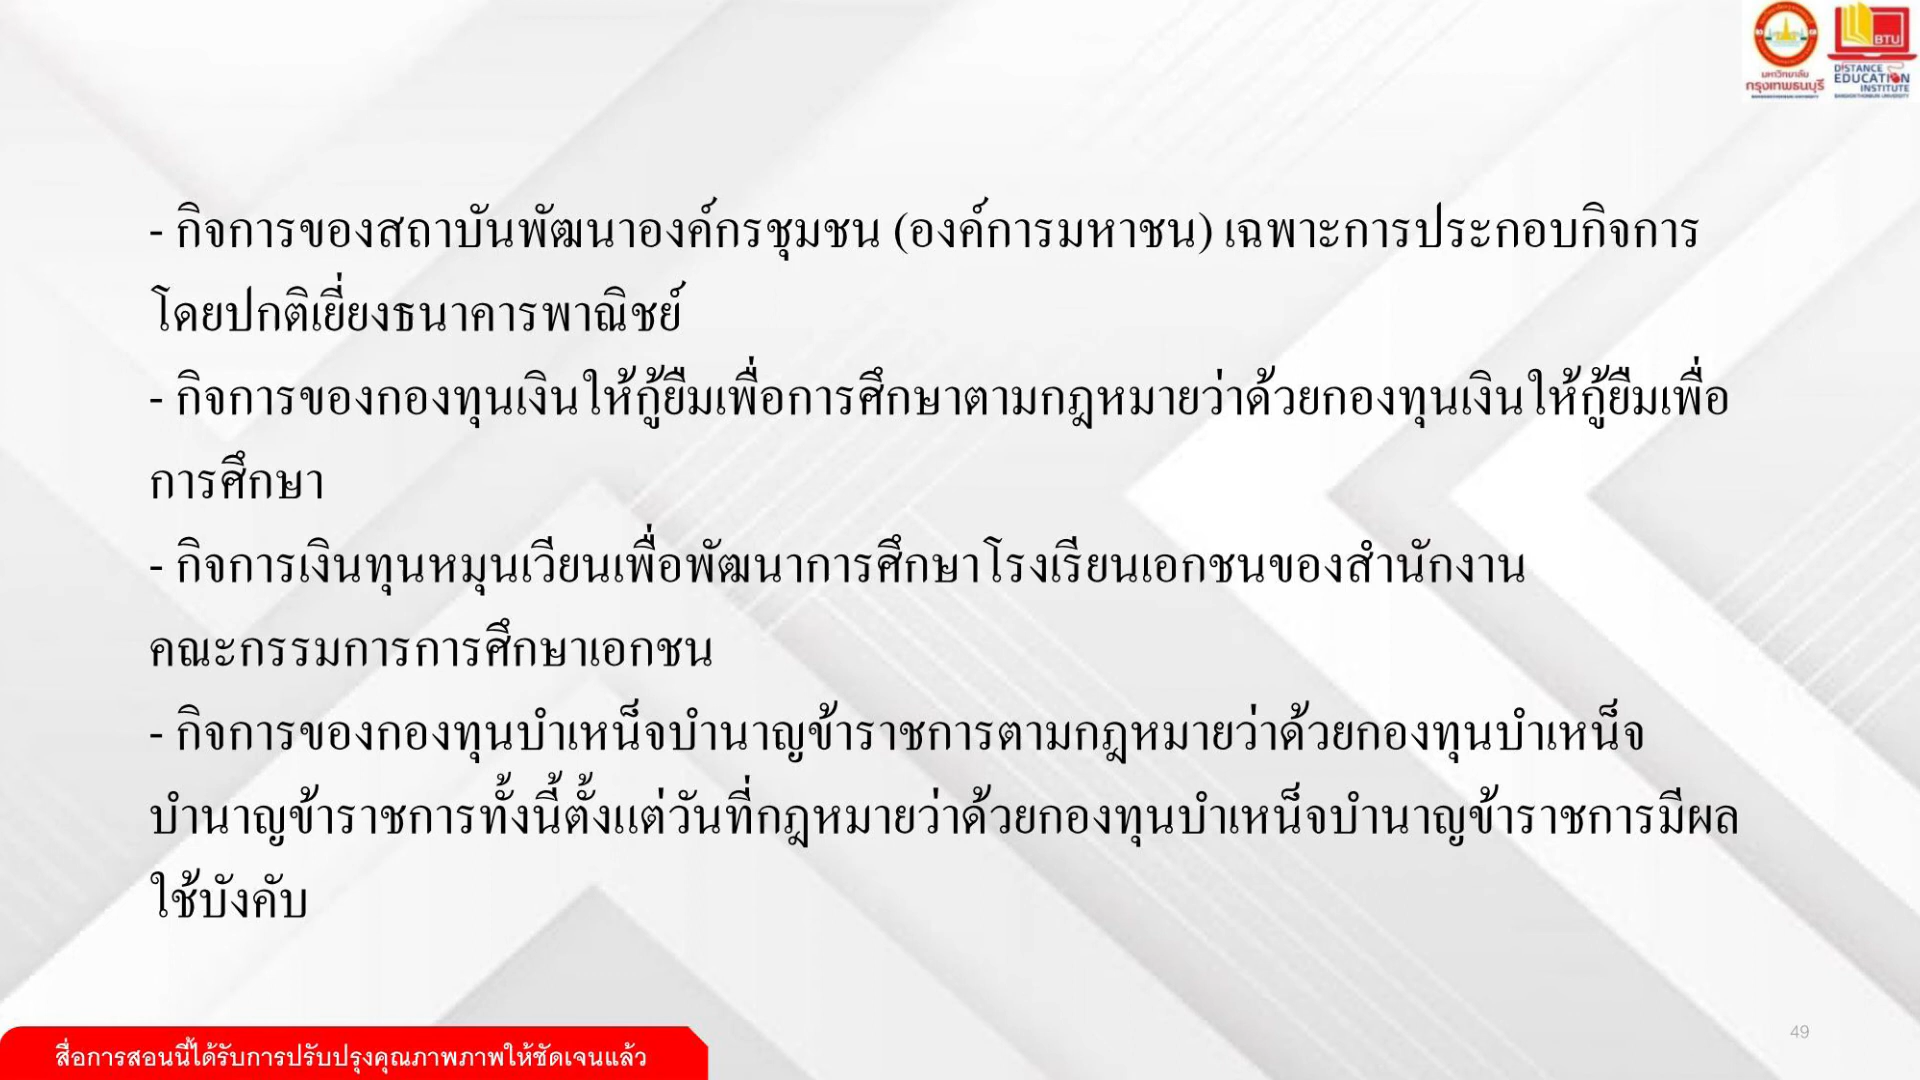 มหาวิทยาลัย
กรุงเทพธนบุรี
BTU
DISTANCE
EDUCATION
INSTITUTE
- กิจการของสถาบันพัฒนาองค์กรชุมชน (องค์การมหาชน) เฉพาะการประกอบกิจการ
โดยปกติเยี่ยงธนาคารพาณิชย์
- กิจการของกองทุนเงินให้กู้ยืมเพื่อการศึกษาตามกฎหมายว่าด้วยกองทุนเงินให้กู้ยืมเพื่อ
การศึกษา
- กิจการเงินทุนหมุนเวียนเพื่อพัฒนาการศึกษาโรงเรียนเอกชนของสำนักงาน
คณะกรรมการการศึกษาเอกชน
- กิจการของกองทุนบำเหน็จบำนาญข้าราชการตามกฎหมายว่าด้วยกองทุนบำเหน็จ
บำนาญข้าราชการทั้งนี้ตั้งแต่วันที่กฎหมายว่าด้วยกองทุนบำเหน็จบำนาญข้าราชการมีผล
ใช้บังคับ
49
สื่อการสอนนี้ได้รับการปรับปรุงคุณภาพภาพให้ชัดเจนแล้ว